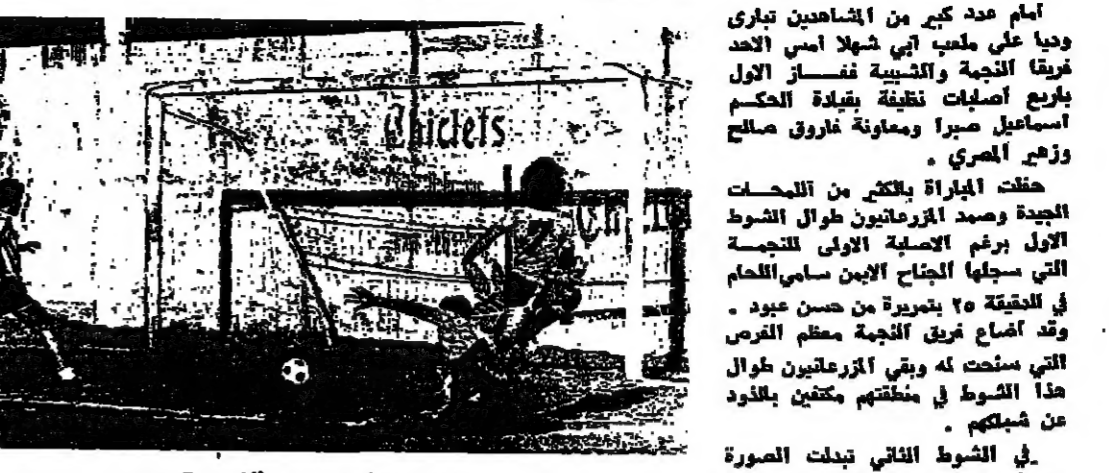 امام عدد كبير من المشاهدين تبارى
وديا على ملعب ابي شهلا امس الاحد
فريقا النجمة والشبيبة ففـــاز الاول
باربع اصابات نظيفة بقيادة الحكـم
اسماعيل صبرا ومعاونة فاروق صالح
وزهير المصري .
حفلت المباراة بالكثير من اللمحـات
الجيدة وصمد المزرعانيون طوال الشوط
الاول برغم الاصابة الاولى للنجمـــة
التي سجلها الجناح الايمن سامي اللحام
في الدقيقة ٢٥ بتمريرة من حسن عبود .
وقد اضاع فريق النجمة معظم الفرص
التي سنحت له وبقي المزرعانيون طوال
هذا الشوط في منطقتهم مكتفين بالذود
عن شباكهم .
في الشوط الثاني تبدلت الصورة
Chiclets